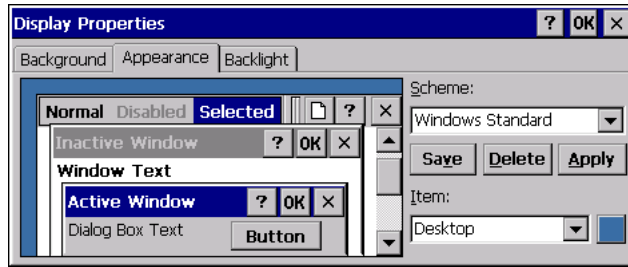 Display Properties ? OK ×
Background Appearance Backlight
Scheme:
Normal Disabled Selected ? ×
Windows Standard
Inactive Window ? OK ×
Window Text
Save Delete Apply
Active Window ? OK ×
Item:
Dialog Box Text Button
Desktop